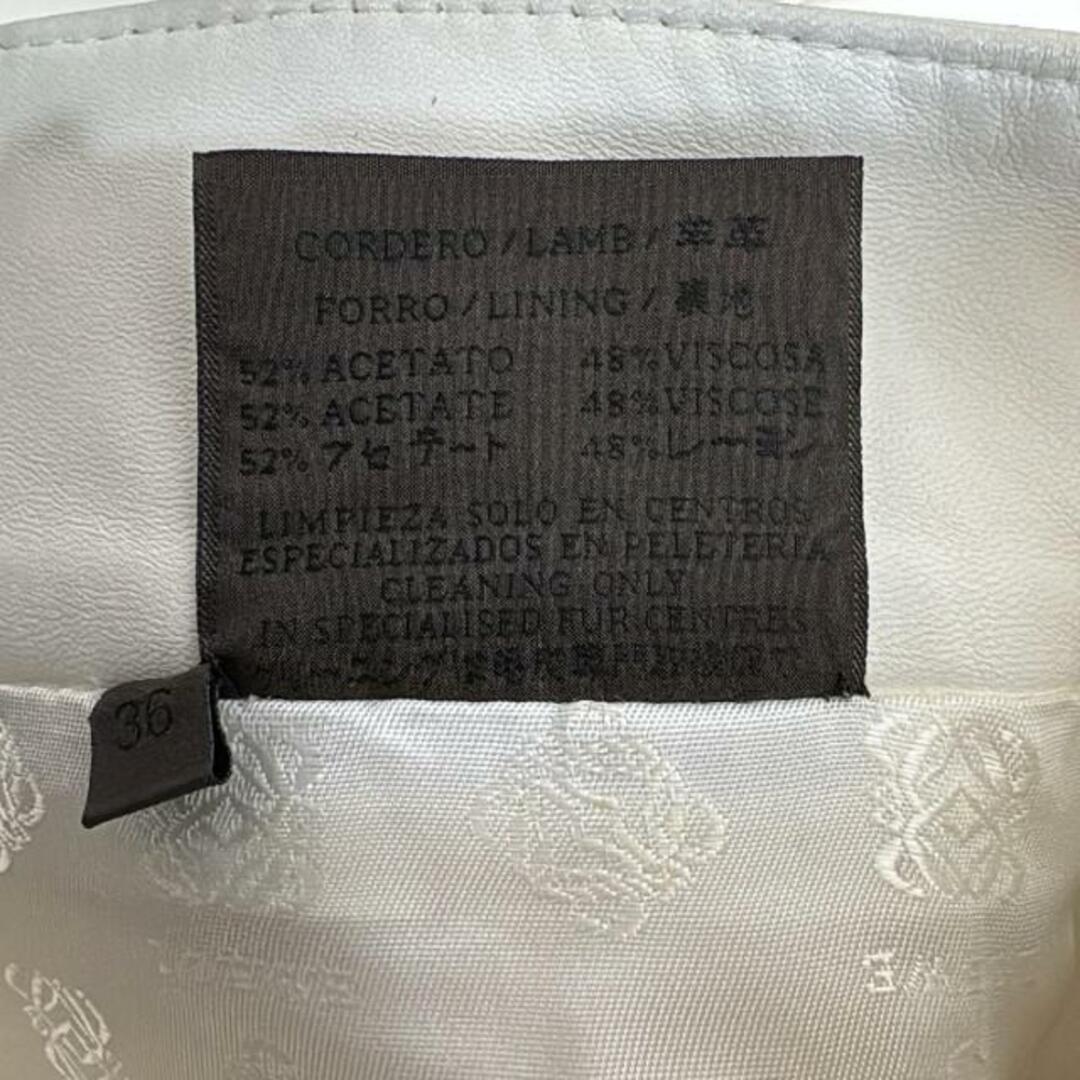 CORDERO / LAMB / 羊革
FORRO / LINING / 裏地
52% ACETATO 48% VISCOSA
52% ACETATE 48% VISCOSE
52% アセテート 48% レーヨン
LIMPIEZA SOLO EN CENTROS
ESPECIALIZADOS EN PELETERIA
CLEANING ONLY
IN SPECIALISED FUR CENTRES
36